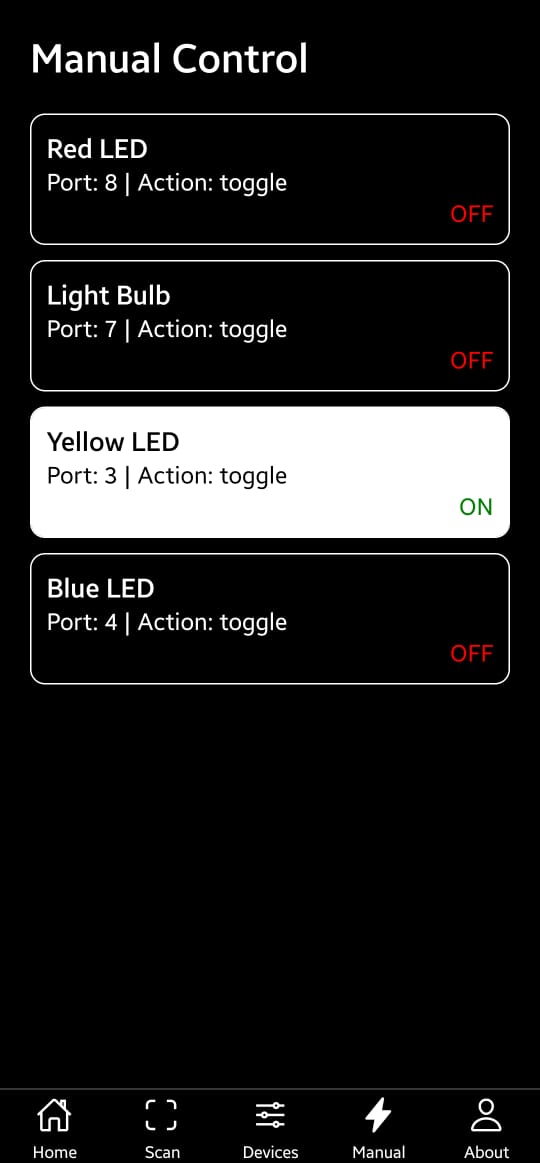 Manual Control
Red LED
Port: 8 | Action: toggle
OFF
Light Bulb
Port: 7 | Action: toggle
OFF
Yellow LED
Port: 3 | Action: toggle
ON
Blue LED
Port: 4 | Action: toggle
OFF
Home Scan Devices Manual About